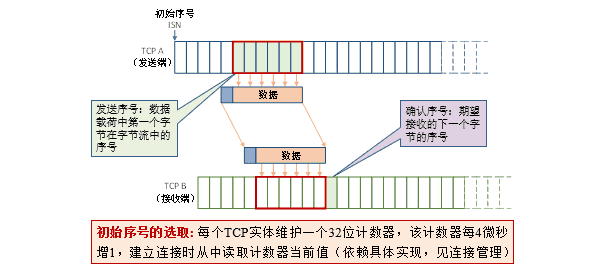 初始序号
ISN
TCP A
（发送端）
数据
发送序号：数据
载荷中第一个字
节在字节流中的
序号
确认序号：期望
接收的下一个字
节的序号
数据
TCP B
（接收端）
初始序号的选取: 每个TCP实体维护一个32位计数器，该计数器每4微秒
增1，建立连接时从中读取计数器当前值（依赖具体实现，见连接管理）